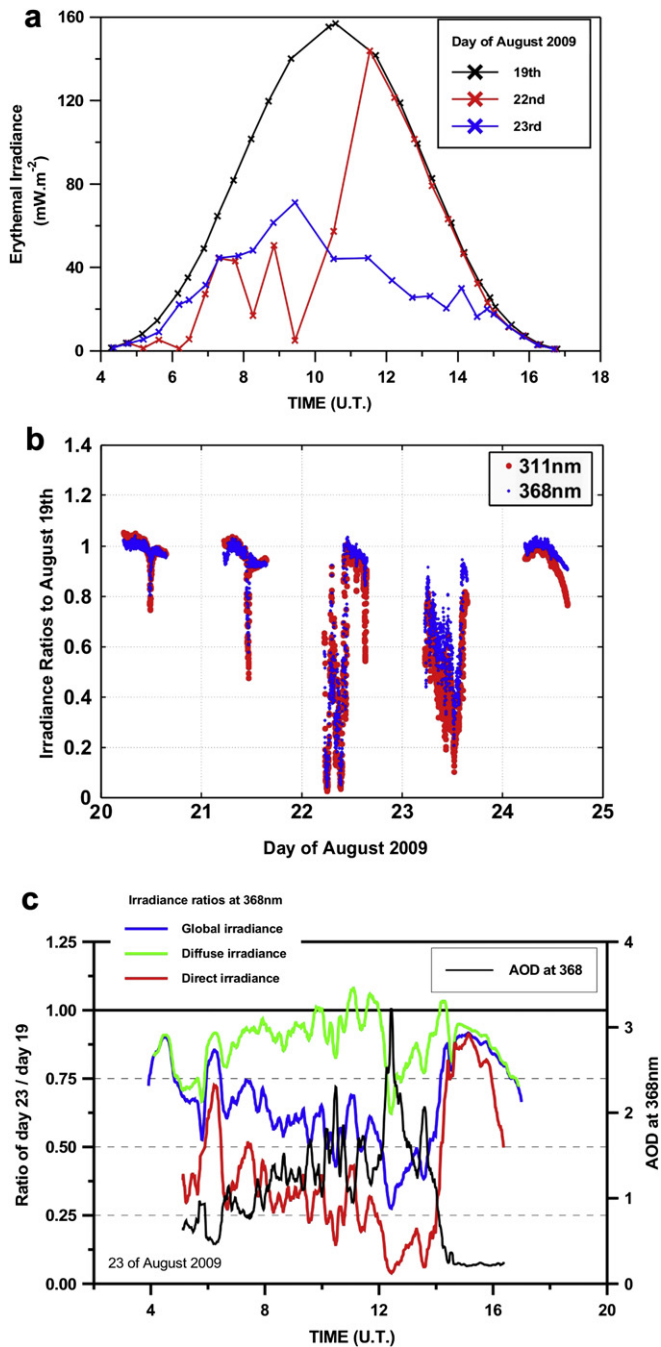 a
160
120
80
40
0
Erythemal Irradiance
(mW.m-2)
Day of August 2009
19th
22nd
23rd
4 6 8 10 12 14 16 18
TIME (U.T.)
b
1.4
1.2
1
0.8
0.6
0.4
0.2
0
Irradiance Ratios to August 19th
311nm
368nm
20 21 22 23 24 25
Day of August 2009
c
Irradiance ratios at 368nm
Global irradiance
Diffuse irradiance
Direct irradiance
AOD at 368
1.25
1.00
0.75
0.50
0.25
0.00
Ratio of day 23 / day 19
4
3
2
1
0
AOD at 368nm
23 of August 2009
4 8 12 16 20
TIME (U.T.)